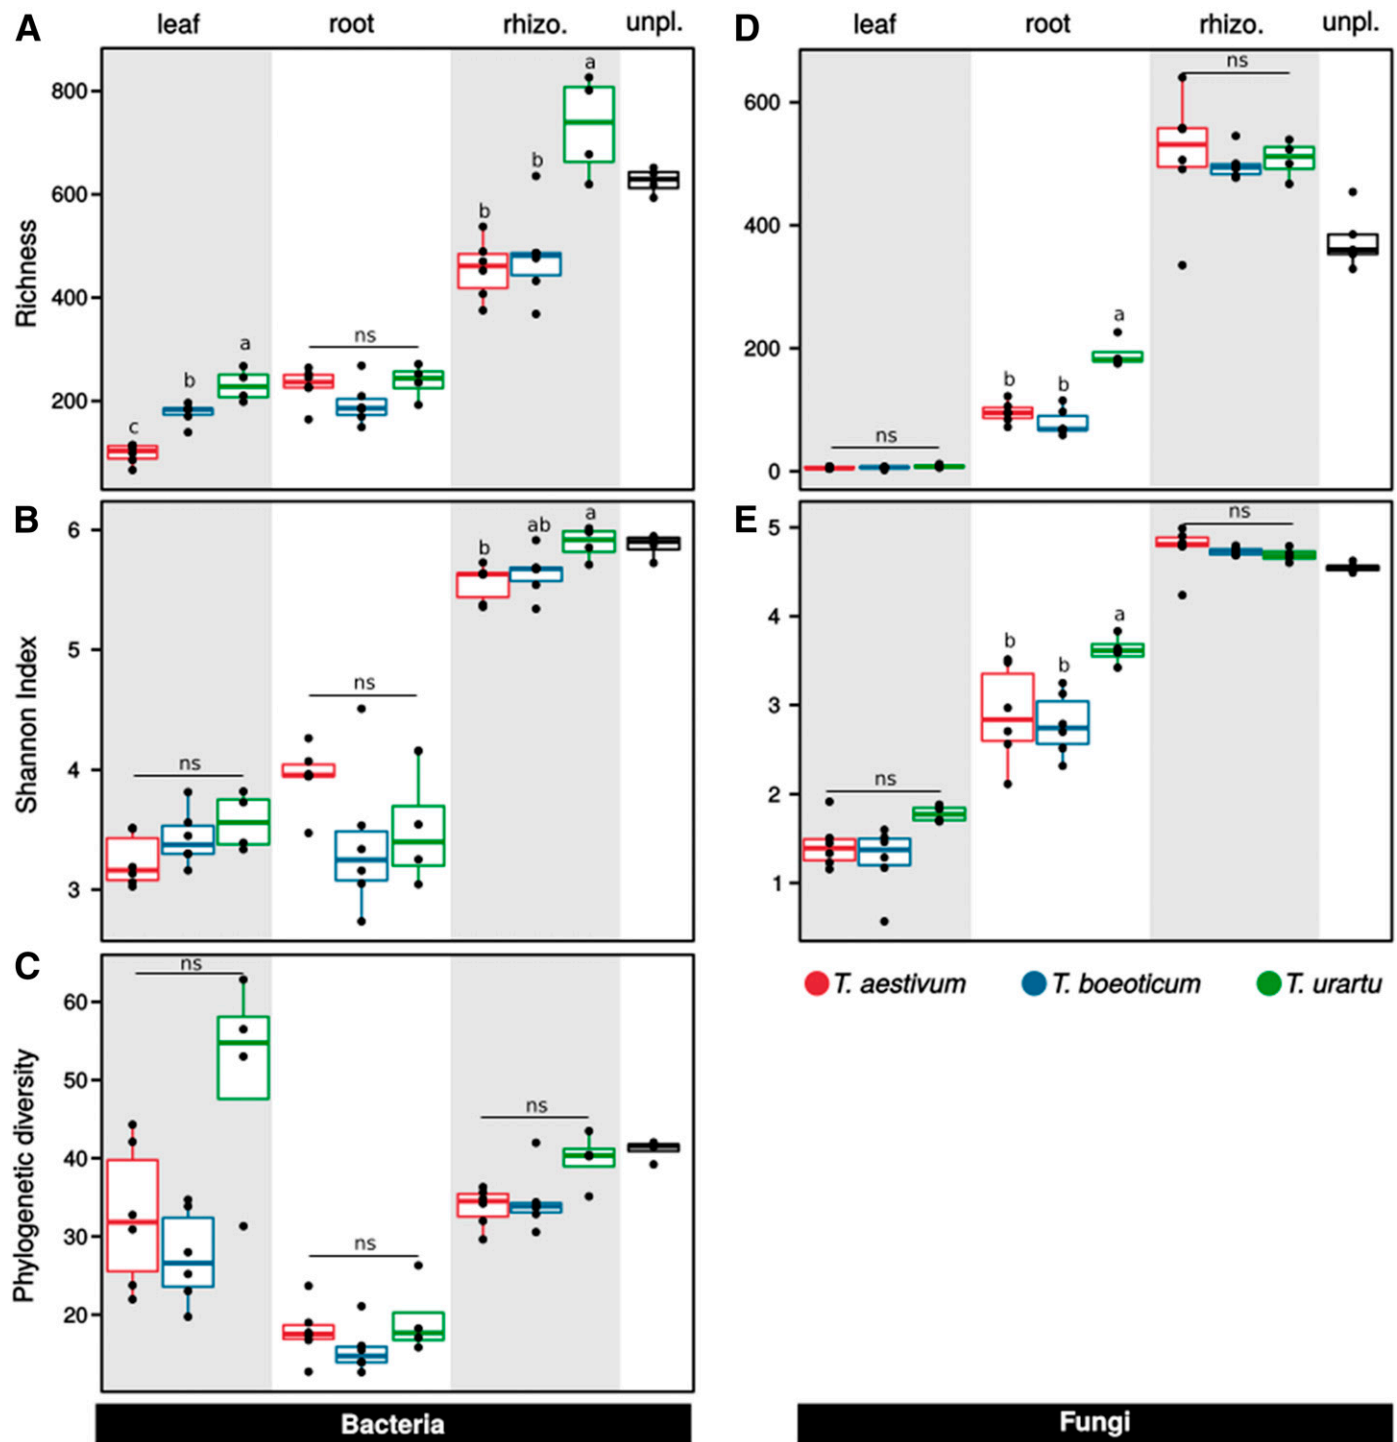 A leaf root rhizo. unpl.
Richness
800
600
400
200
c b a
ns
b b a
B
Shannon Index
6
5
4
3
ns
ns
b ab a
C
Phylogenetic diversity
60
50
40
30
20
ns
ns
ns
Bacteria
D leaf root rhizo. unpl.
600
400
200
0
ns
b b a
ns
E
5
4
3
2
1
ns
b b a
ns
T. aestivum T. boeoticum T. urartu
Fungi